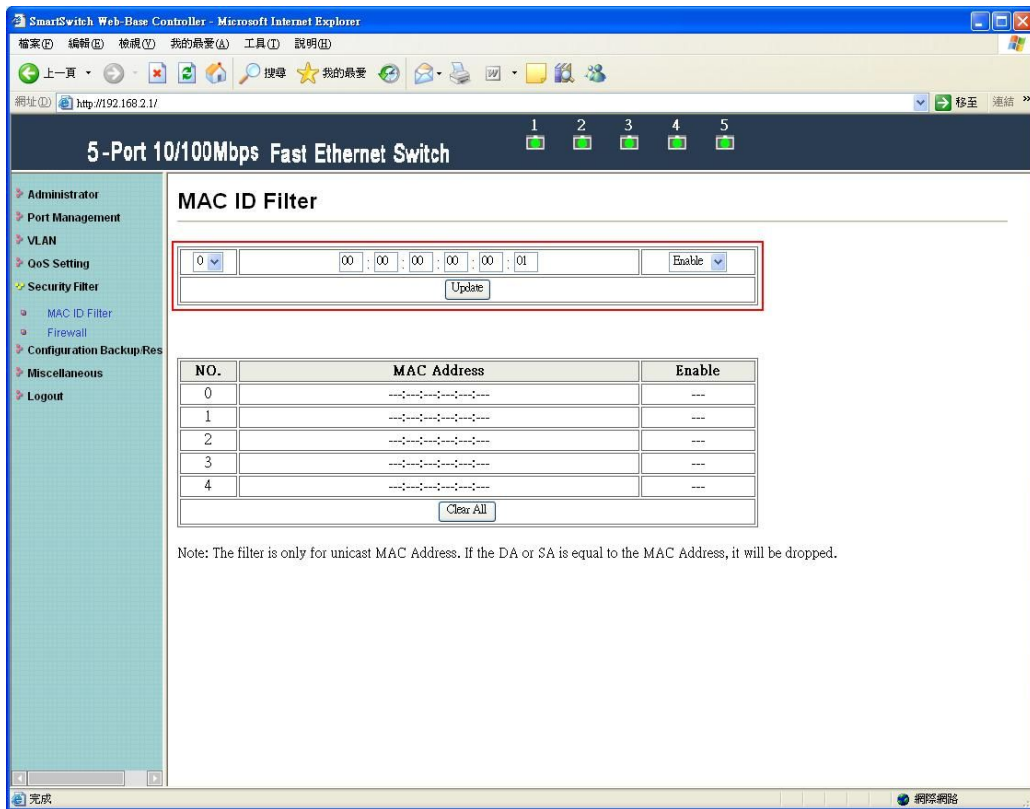 SmartSwitch Web-Base Controller - Microsoft Internet Explorer
檔案(F) 編輯(E) 檢視(V) 我的最愛(A) 工具(T) 說明(H)
上一頁 搜尋 我的最愛
網址(D) http://192.168.2.1/ 移至 連結 »
1 2 3 4 5
5-Port 10/100Mbps Fast Ethernet Switch
Administrator
Port Management
VLAN
QoS Setting
Security Filter
MAC ID Filter
Firewall
Configuration Backup/Res
Miscellaneous
Logout
MAC ID Filter
0 00 : 00 : 00 : 00 : 00 : 01 Enable
Update
NO. MAC Address Enable
0 ---:---:---:---:---:--- ---
1 ---:---:---:---:---:--- ---
2 ---:---:---:---:---:--- ---
3 ---:---:---:---:---:--- ---
4 ---:---:---:---:---:--- ---
Clear All
Note: The filter is only for unicast MAC Address. If the DA or SA is equal to the MAC Address, it will be dropped.
完成 網際網路